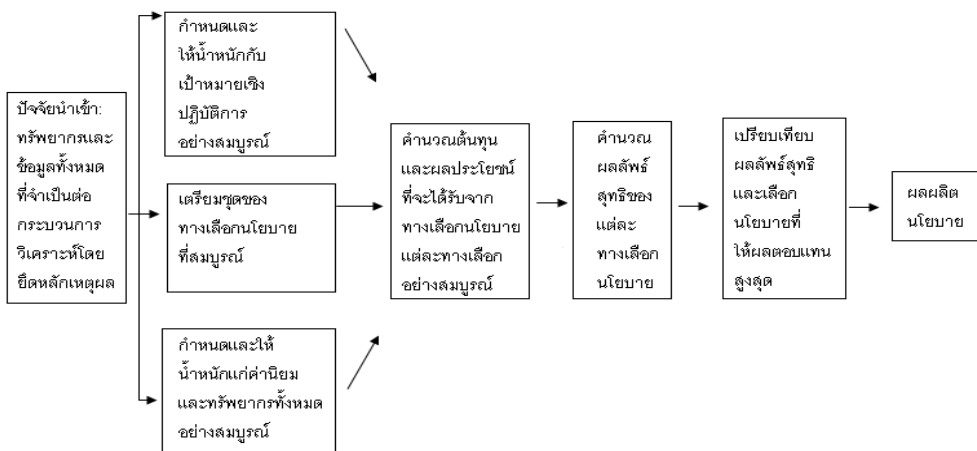 ปัจจัยนำเข้า:
ทรัพยากรและ
ข้อมูลทั้งหมด
ที่จำเป็นต่อ
กระบวนการ
วิเคราะห์โดย
ยึดหลักเหตุผล
กำหนดและ
ให้น้ำหนักกับ
เป้าหมายเชิง
ปฏิบัติการ
อย่างสมบูรณ์
เตรียมชุดของ
ทางเลือกนโยบาย
ที่สมบูรณ์
กำหนดและให้
น้ำหนักแก่ค่านิยม
และทรัพยากรทั้งหมด
อย่างสมบูรณ์
คำนวณต้นทุน
และผลประโยชน์
ที่จะได้รับจาก
ทางเลือกนโยบาย
แต่ละทางเลือก
อย่างสมบูรณ์
คำนวณ
ผลลัพธ์
สุทธิของ
แต่ละ
ทางเลือก
นโยบาย
เปรียบเทียบ
ผลลัพธ์สุทธิ
และเลือก
นโยบายที่
ให้ผลตอบแทน
สูงสุด
ผลผลิต
นโยบาย